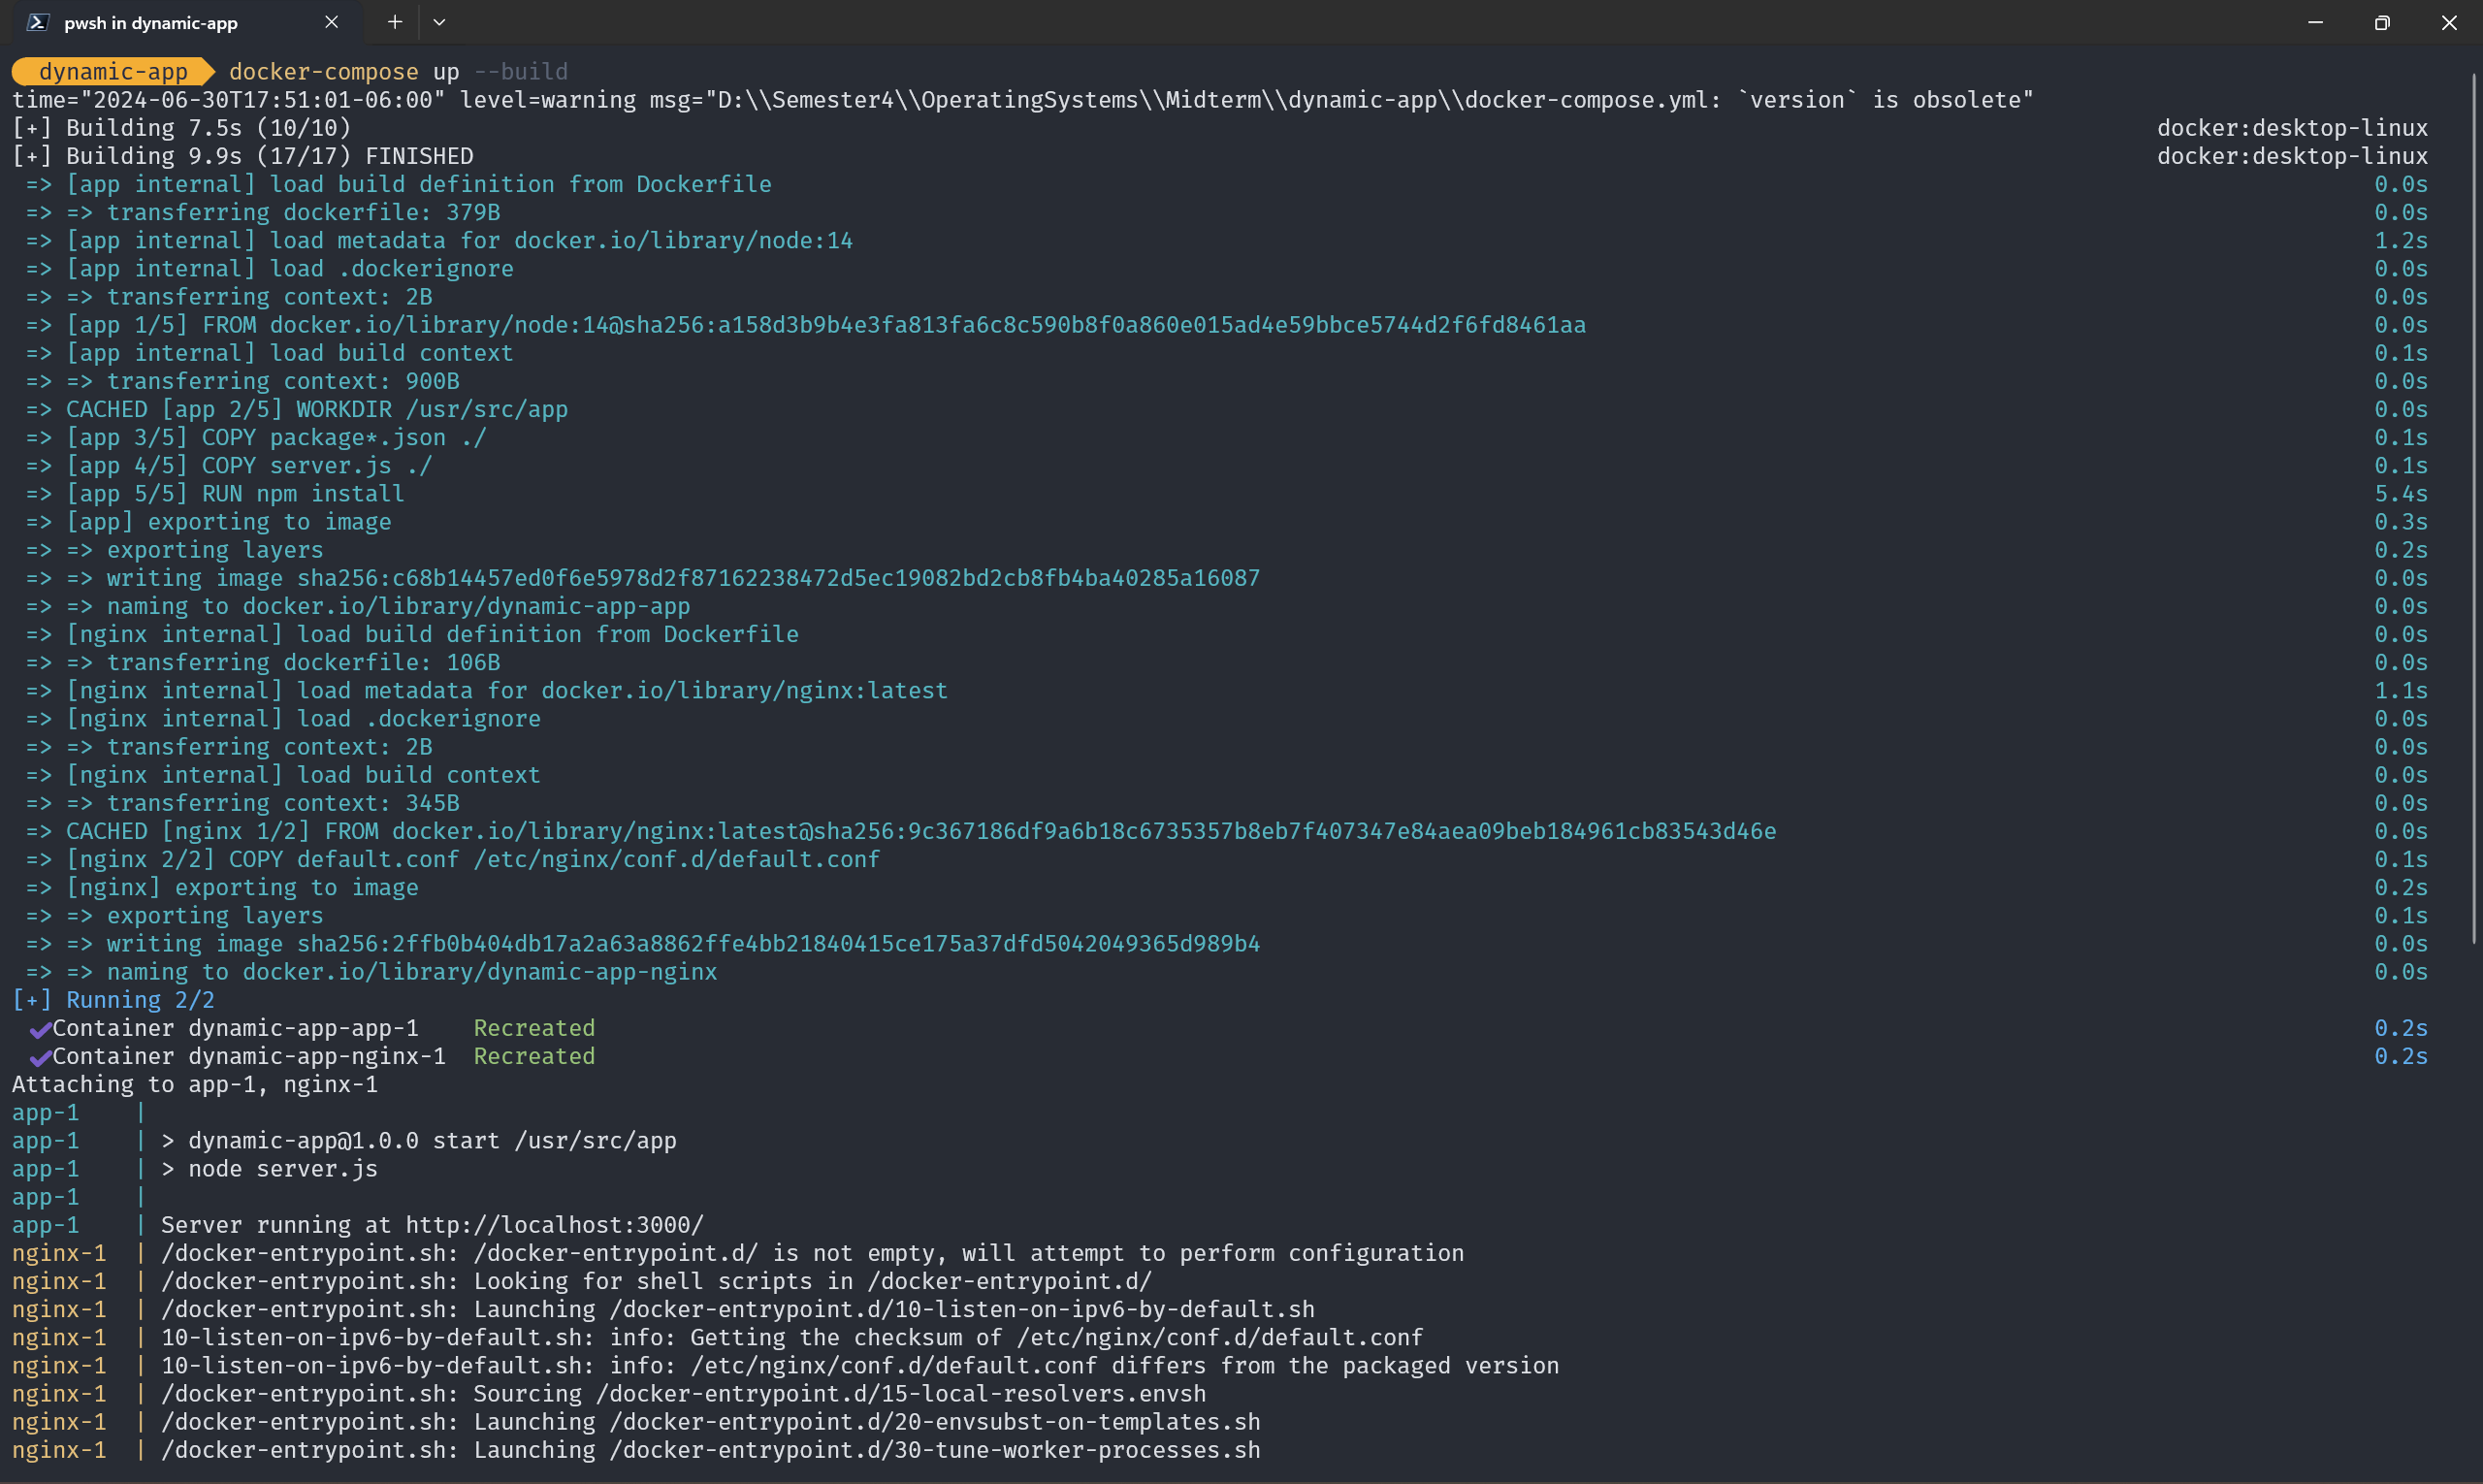 pwsh in dynamic-app
dynamic-app docker-compose up --build
time="2024-06-30T17:51:01-06:00" level=warning msg="D:\\Semester4\\OperatingSystems\\Midterm\\dynamic-app\\docker-compose.yml: `version` is obsolete"
[+] Building 7.5s (10/10) docker:desktop-linux
[+] Building 9.9s (17/17) FINISHED docker:desktop-linux
=> [app internal] load build definition from Dockerfile 0.0s
=> => transferring dockerfile: 379B 0.0s
=> [app internal] load metadata for docker.io/library/node:14 1.2s
=> [app internal] load .dockerignore 0.0s
=> => transferring context: 2B 0.0s
=> [app 1/5] FROM docker.io/library/node:14@sha256:a158d3b9b4e3fa813fa6c8c590b8f0a860e015ad4e59bbce5744d2f6fd8461aa 0.0s
=> [app internal] load build context 0.1s
=> => transferring context: 900B 0.0s
=> CACHED [app 2/5] WORKDIR /usr/src/app 0.0s
=> [app 3/5] COPY package*.json ./ 0.1s
=> [app 4/5] COPY server.js ./ 0.1s
=> [app 5/5] RUN npm install 5.4s
=> [app] exporting to image 0.3s
=> => exporting layers 0.2s
=> => writing image sha256:c68b14457ed0f6e5978d2f87162238472d5ec19082bd2cb8fb4ba40285a16087 0.0s
=> => naming to docker.io/library/dynamic-app-app 0.0s
=> [nginx internal] load build definition from Dockerfile 0.0s
=> => transferring dockerfile: 106B 0.0s
=> [nginx internal] load metadata for docker.io/library/nginx:latest 1.1s
=> [nginx internal] load .dockerignore 0.0s
=> => transferring context: 2B 0.0s
=> [nginx internal] load build context 0.0s
=> => transferring context: 345B 0.0s
=> CACHED [nginx 1/2] FROM docker.io/library/nginx:latest@sha256:9c367186df9a6b18c6735357b8eb7f407347e84aea09beb184961cb83543d46e 0.0s
=> [nginx 2/2] COPY default.conf /etc/nginx/conf.d/default.conf 0.1s
=> [nginx] exporting to image 0.2s
=> => exporting layers 0.1s
=> => writing image sha256:2ffb0b404db17a2a63a8862ffe4bb21840415ce175a37dfd5042049365d989b4 0.0s
=> => naming to docker.io/library/dynamic-app-nginx 0.0s
[+] Running 2/2
✔Container dynamic-app-app-1 Recreated 0.2s
✔Container dynamic-app-nginx-1 Recreated 0.2s
Attaching to app-1, nginx-1
app-1 |
app-1 | > dynamic-app@1.0.0 start /usr/src/app
app-1 | > node server.js
app-1 |
app-1 | Server running at http://localhost:3000/
nginx-1 | /docker-entrypoint.sh: /docker-entrypoint.d/ is not empty, will attempt to perform configuration
nginx-1 | /docker-entrypoint.sh: Looking for shell scripts in /docker-entrypoint.d/
nginx-1 | /docker-entrypoint.sh: Launching /docker-entrypoint.d/10-listen-on-ipv6-by-default.sh
nginx-1 | 10-listen-on-ipv6-by-default.sh: info: Getting the checksum of /etc/nginx/conf.d/default.conf
nginx-1 | 10-listen-on-ipv6-by-default.sh: info: /etc/nginx/conf.d/default.conf differs from the packaged version
nginx-1 | /docker-entrypoint.sh: Sourcing /docker-entrypoint.d/15-local-resolvers.envsh
nginx-1 | /docker-entrypoint.sh: Launching /docker-entrypoint.d/20-envsubst-on-templates.sh
nginx-1 | /docker-entrypoint.sh: Launching /docker-entrypoint.d/30-tune-worker-processes.sh